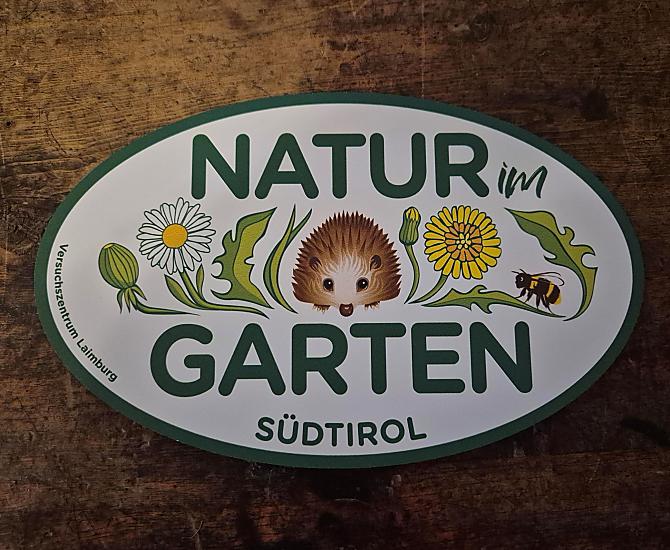 NATUR im
GARTEN
SÜDTIROL
Versuchszentrum Laimburg